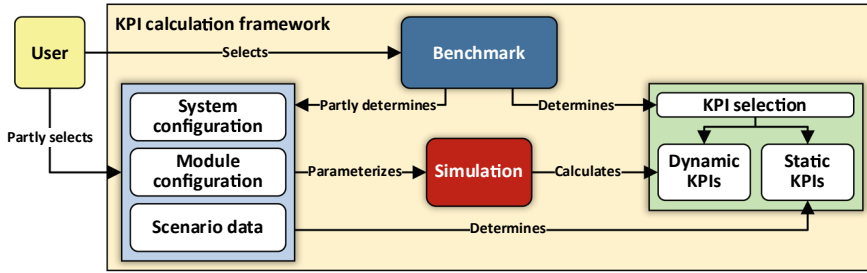 KPI calculation framework
User
Selects
Benchmark
System
configuration
Partly determines
Determines
KPI selection
Partly selects
Module
configuration
Parameterizes
Simulation
Calculates
Dynamic
KPIs
Static
KPIs
Scenario data
Determines